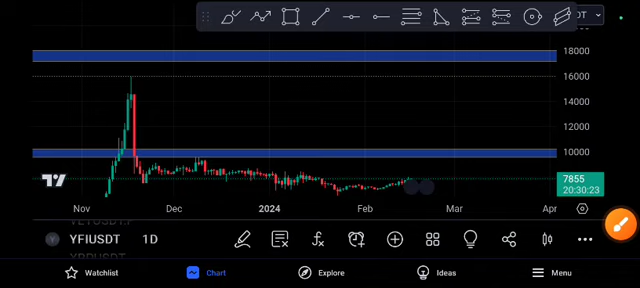 DT
18000
16000
14000
12000
10000
7855
20:30:23
Nov Dec 2024 Feb Mar Apr
YFIUSDT 1D
Watchlist Chart Explore Ideas Menu